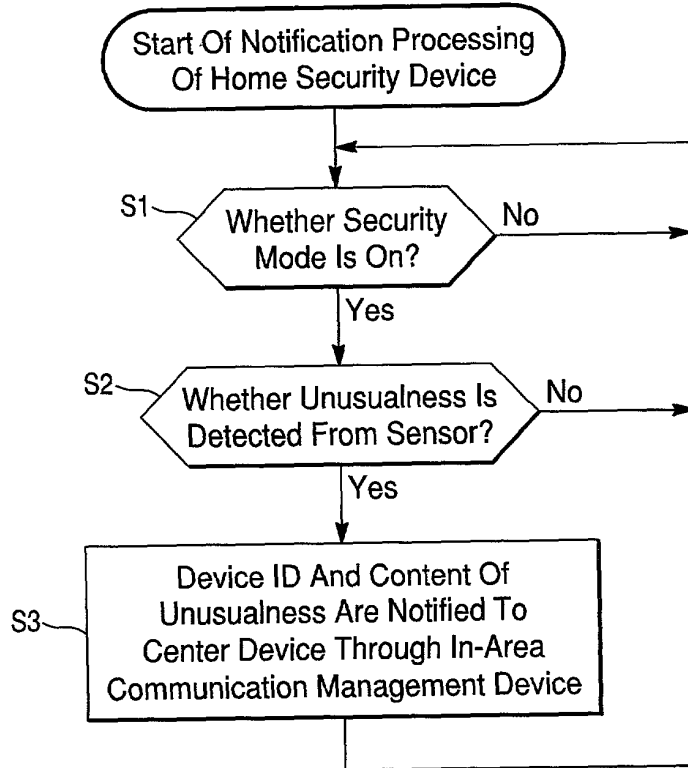 Start Of Notification Processing
Of Home Security Device
S1
Whether Security
Mode Is On?
No
Yes
S2
Whether Unusualness Is
Detected From Sensor?
No
Yes
S3
Device ID And Content Of
Unusualness Are Notified To
Center Device Through In-Area
Communication Management Device